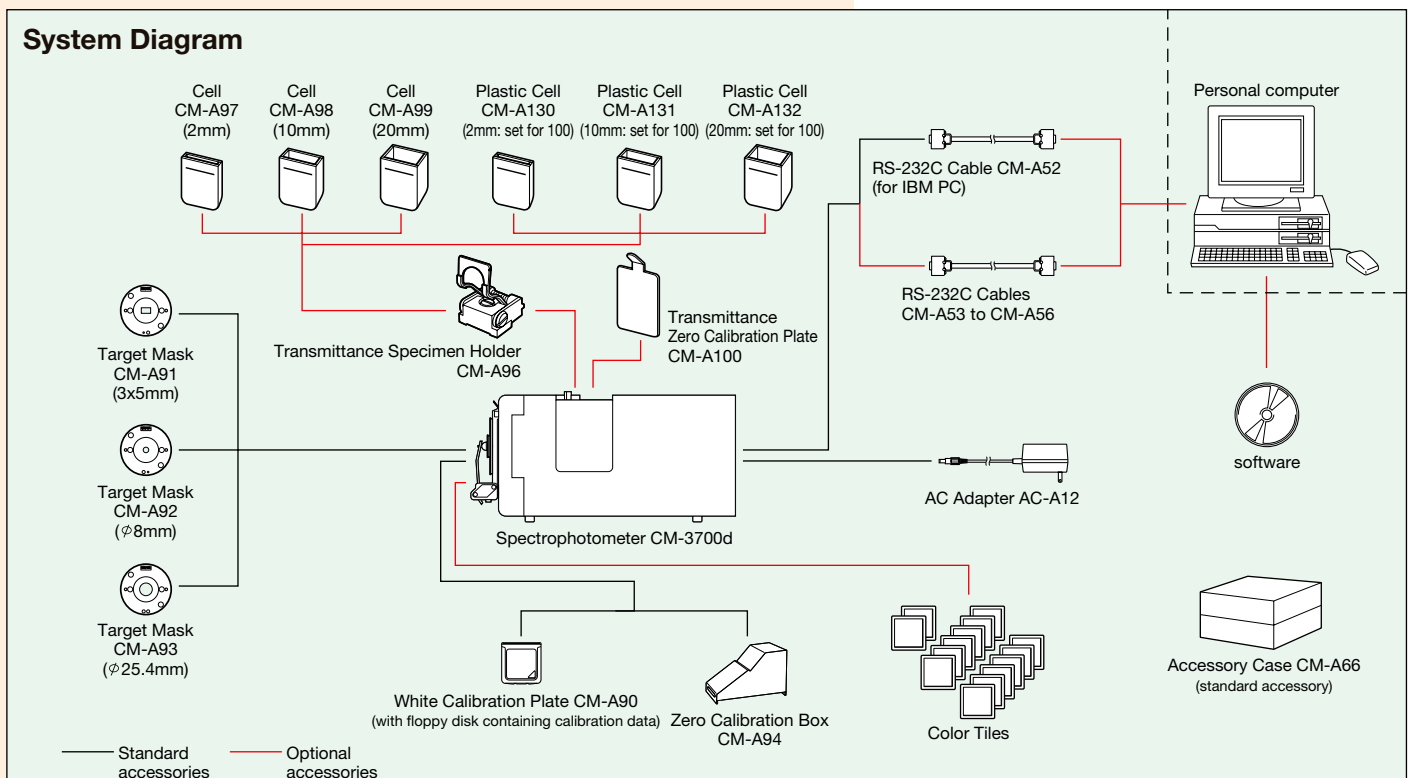 System Diagram
Cell
CM-A97
(2mm)
Cell
CM-A98
(10mm)
Cell
CM-A99
(20mm)
Plastic Cell
CM-A130
(2mm: set for 100)
Plastic Cell
CM-A131
(10mm: set for 100)
Plastic Cell
CM-A132
(20mm: set for 100)
Personal computer
RS-232C Cable CM-A52
(for IBM PC)
RS-232C Cables
CM-A53 to CM-A56
Transmittance Specimen Holder
CM-A96
Transmittance
Zero Calibration Plate
CM-A100
Target Mask
CM-A91
(3x5mm)
Target Mask
CM-A92
(⌀8mm)
Target Mask
CM-A93
(⌀25.4mm)
Spectrophotometer CM-3700d
AC Adapter AC-A12
software
White Calibration Plate CM-A90
(with floppy disk containing calibration data)
Zero Calibration Box
CM-A94
Color Tiles
Accessory Case CM-A66
(standard accessory)
Standard
accessories
Optional
accessories